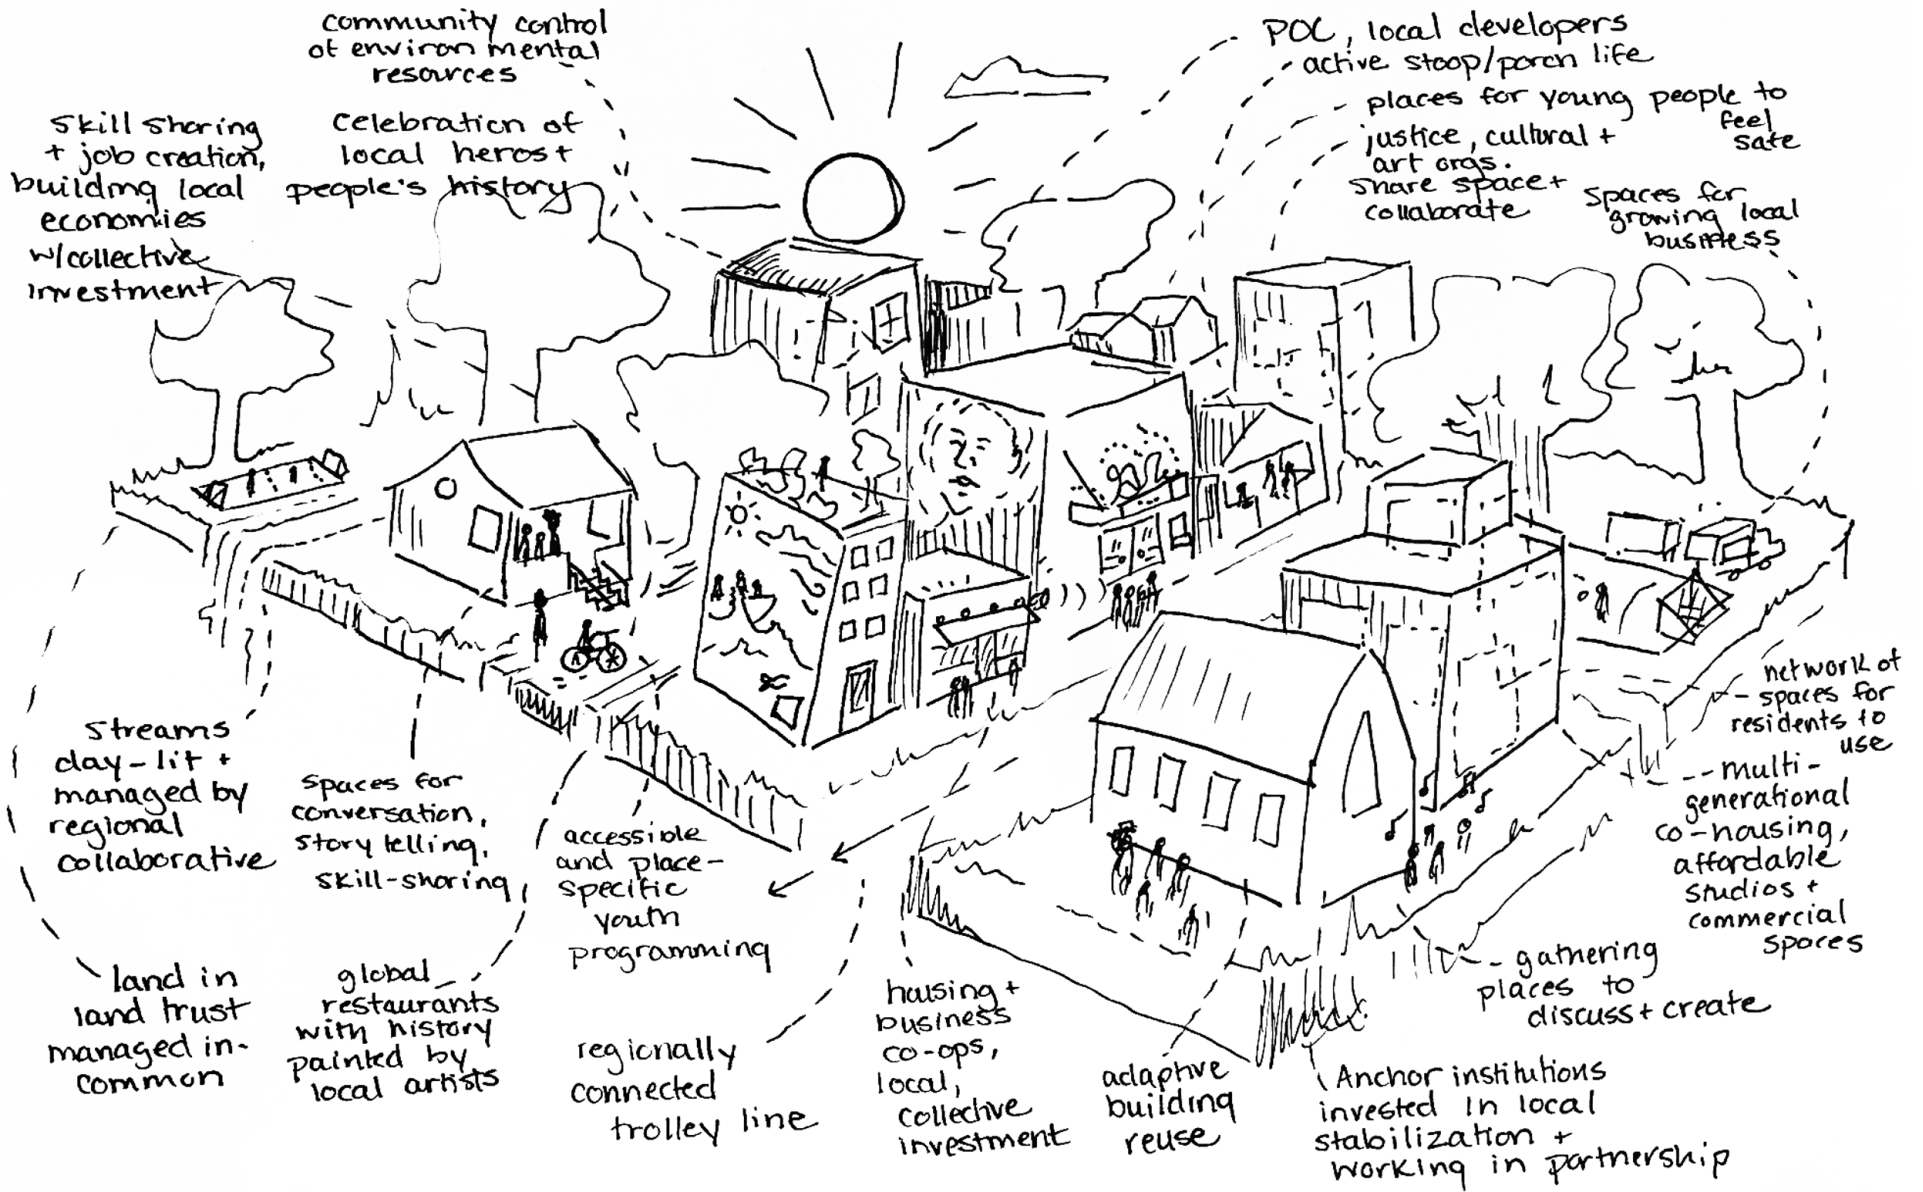 community control
of environmental
resources
skill sharing
+ job creation,
building local
economies
w/collective
investment
celebration of
local heros +
people's history
POC, local developers
active stoop/porch life
places for young people to
feel
safe
justice, cultural +
art orgs.
share space +
collaborate
spaces for
growing local
business
streams
day-lit +
managed by
regional
collaborative
spaces for
conversation,
story telling,
skill-sharing
accessible
and place-
specific
youth
programming
network of
spaces for
residents to
use
multi-
generational
co-housing,
affordable
studios +
commercial
spaces
gathering
places to
discuss + create
land in
land trust
managed in-
common
global
restaurants
with history
painted by
local artists
regionally
connected
trolley line
housing +
business
co-ops,
local,
collective
investment
adaptive
building
reuse
Anchor institutions
invested in local
stabilization +
working in partnership